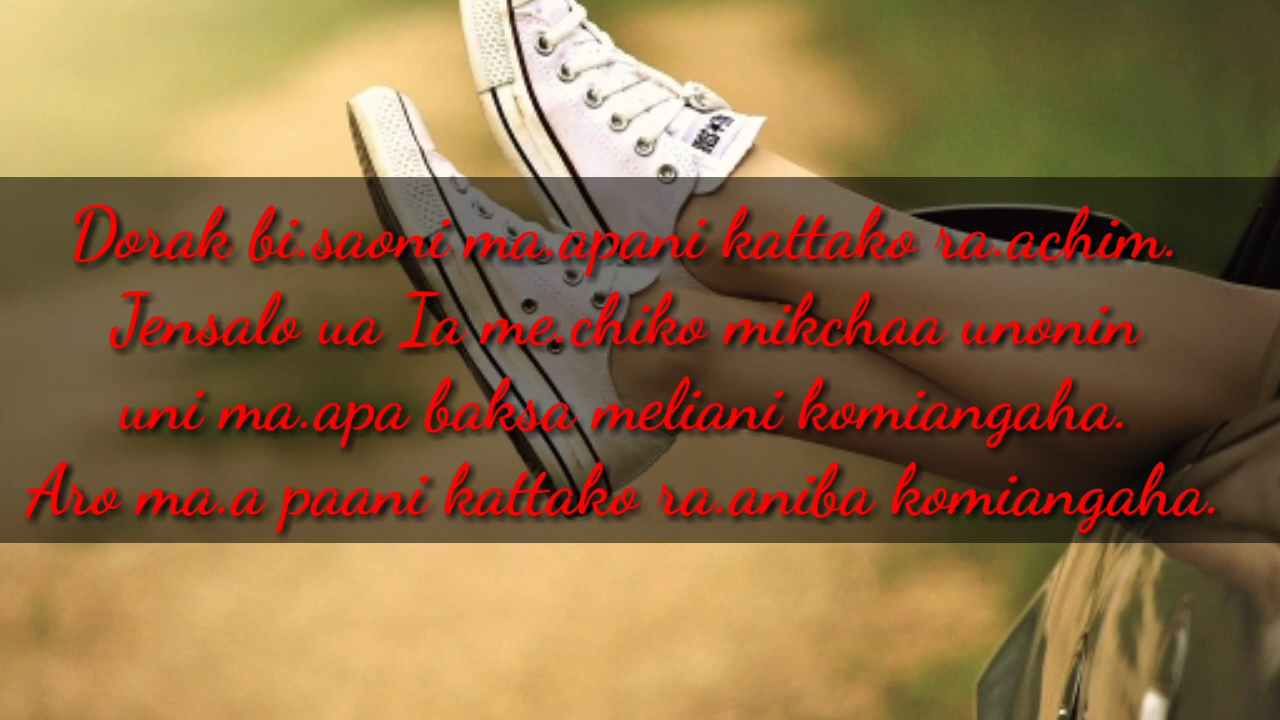 Dorak bi.saoni ma.apani kattako ra.achim.
Jensalo ua Ia me.chiko mikchaa unonin
uni ma.apa baksa meliani komiangaha.
Aro ma.a paani kattako ra.aniba komiangaha.